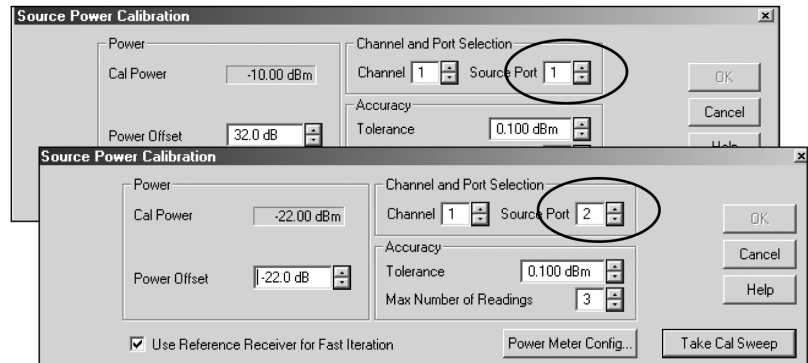 Source Power Calibration
Power
Channel and Port Selection
Cal Power -10.00 dBm
Channel 1 Source Port 1
OK
Accuracy
Cancel
Power Offset 32.0 dB
Tolerance 0.100 dBm
Help
Source Power Calibration
Power
Channel and Port Selection
Cal Power -22.00 dBm
Channel 1 Source Port 2
OK
Accuracy
Cancel
Power Offset -22.0 dB
Tolerance 0.100 dBm
Help
Max Number of Readings 3
Use Reference Receiver for Fast Iteration
Power Meter Config...
Take Cal Sweep